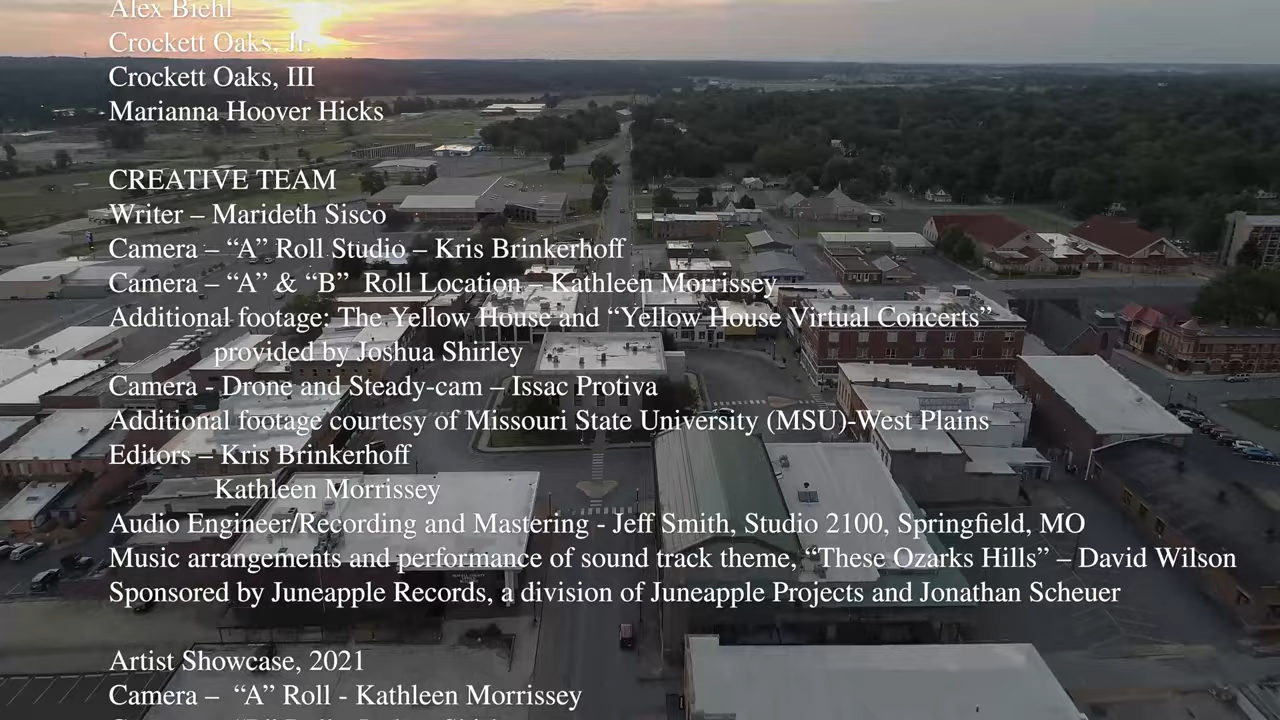 Alex Biehl
Crockett Oaks, Jr.
Crockett Oaks, III
Marianna Hoover Hicks
CREATIVE TEAM
Writer – Marideth Sisco
Camera – “A” Roll Studio – Kris Brinkerhoff
Camera – “A” & “B”  Roll Location – Kathleen Morrissey
Additional footage: The Yellow House and “Yellow House Virtual Concerts”
provided by Joshua Shirley
Camera - Drone and Steady-cam – Issac Protiva
Additional footage courtesy of Missouri State University (MSU)-West Plains
Editors – Kris Brinkerhoff
Kathleen Morrissey
Audio Engineer/Recording and Mastering - Jeff Smith, Studio 2100, Springfield, MO
Music arrangements and performance of sound track theme, “These Ozarks Hills” – David Wilson
Sponsored by Juneapple Records, a division of Juneapple Projects and Jonathan Scheuer
Artist Showcase, 2021
Camera –  “A” Roll - Kathleen Morrissey